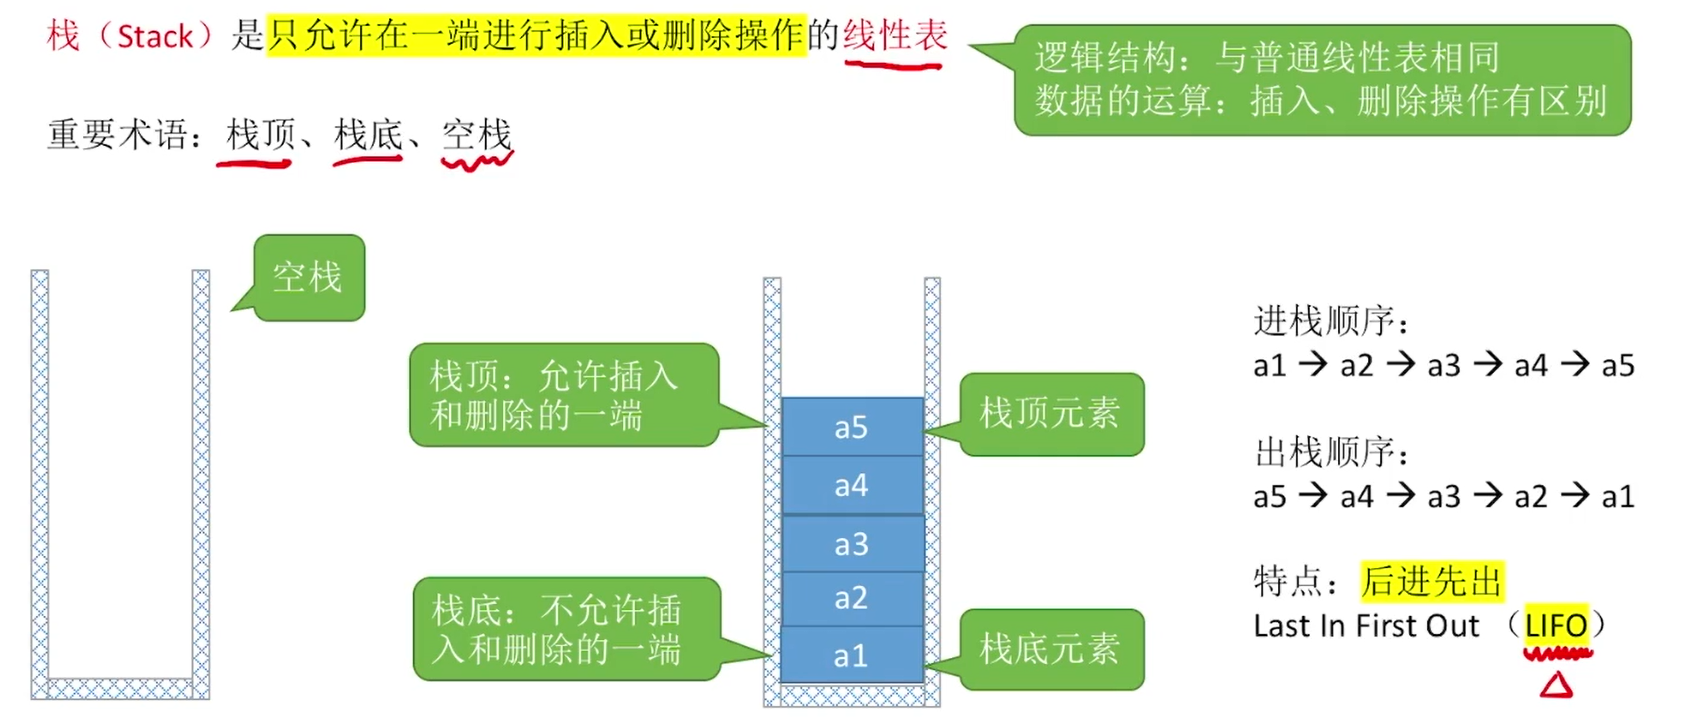 栈（Stack）是只允许在一端进行插入或删除操作的线性表
逻辑结构：与普通线性表相同
数据的运算：插入、删除操作有区别
重要术语：栈顶、栈底、空栈
空栈
栈顶：允许插入
和删除的一端
a5
a4
a3
a2
a1
栈顶元素
栈底：不允许插
入和删除的一端
栈底元素
进栈顺序：
a1 → a2 → a3 → a4 → a5
出栈顺序：
a5 → a4 → a3 → a2 → a1
特点：后进先出
Last In First Out （LIFO）